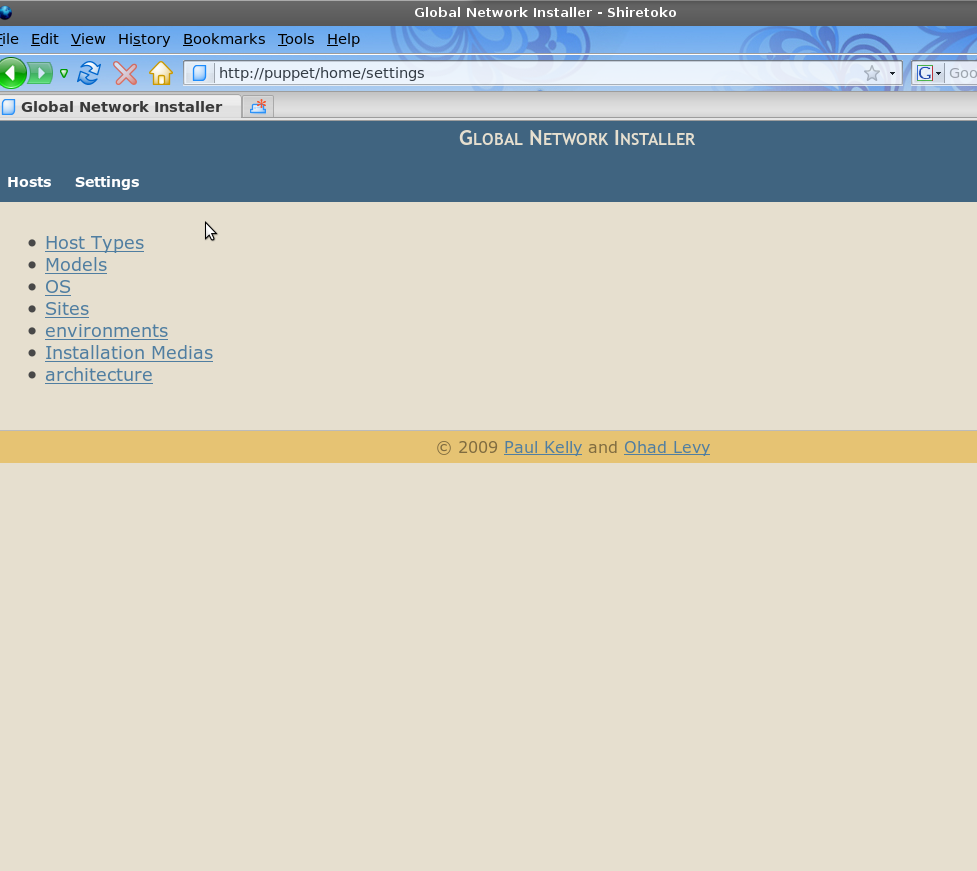 Global Network Installer - Shiretoko
File Edit View History Bookmarks Tools Help
http://puppet/home/settings
G
Goo
Global Network Installer
Global Network Installer
Hosts Settings
Host Types
Models
OS
Sites
environments
Installation Medias
architecture
© 2009 Paul Kelly and Ohad Levy